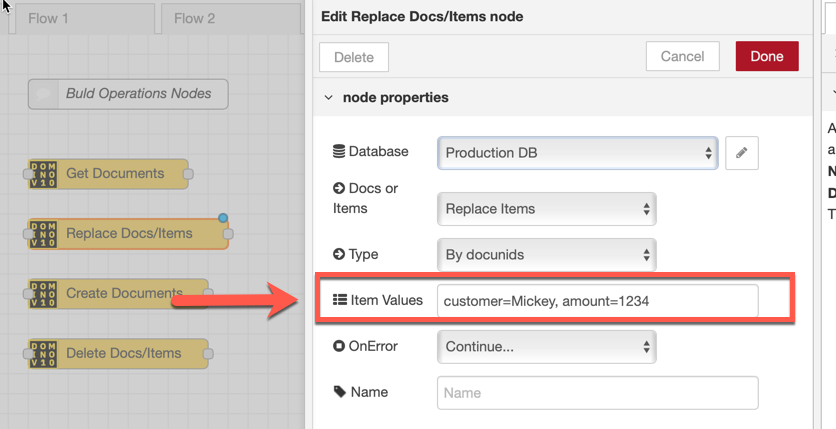 Flow 1
Flow 2
Buld Operations Nodes
DOM
INO
V10
Get Documents
DOM
INO
V10
Replace Docs/Items
DOM
INO
V10
Create Documents
DOM
INO
V10
Delete Docs/Items
Edit Replace Docs/Items node
Delete
Cancel
Done
node properties
Database
Production DB
Docs or
Items
Replace Items
Type
By docunids
Item Values
customer=Mickey, amount=1234
OnError
Continue...
Name
Name